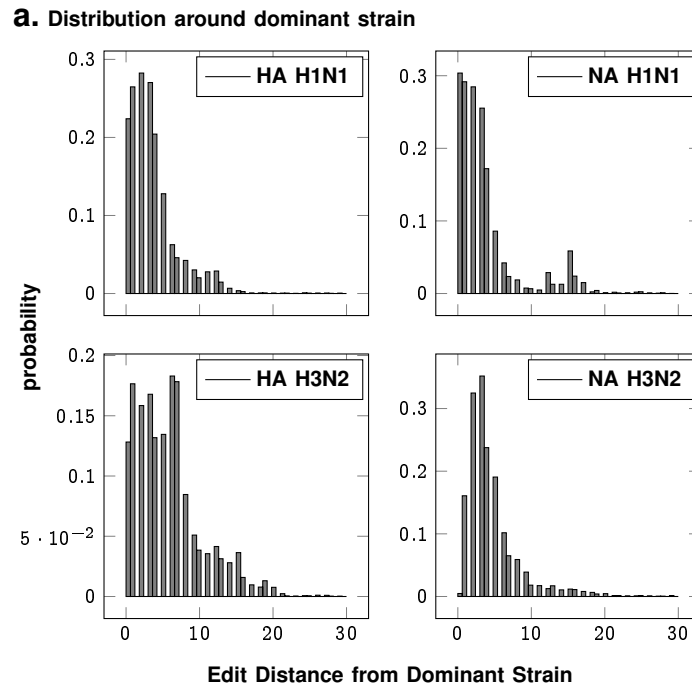 a. Distribution around dominant strain
0.3
0.2
0.1
0
HA H1N1
0.3
0.2
0.1
0
NA H1N1
probability
0.2
0.15
0.1
5 · 10−2
0
0 10 20 30
HA H3N2
0.3
0.2
0.1
0
0 10 20 30
NA H3N2
Edit Distance from Dominant Strain